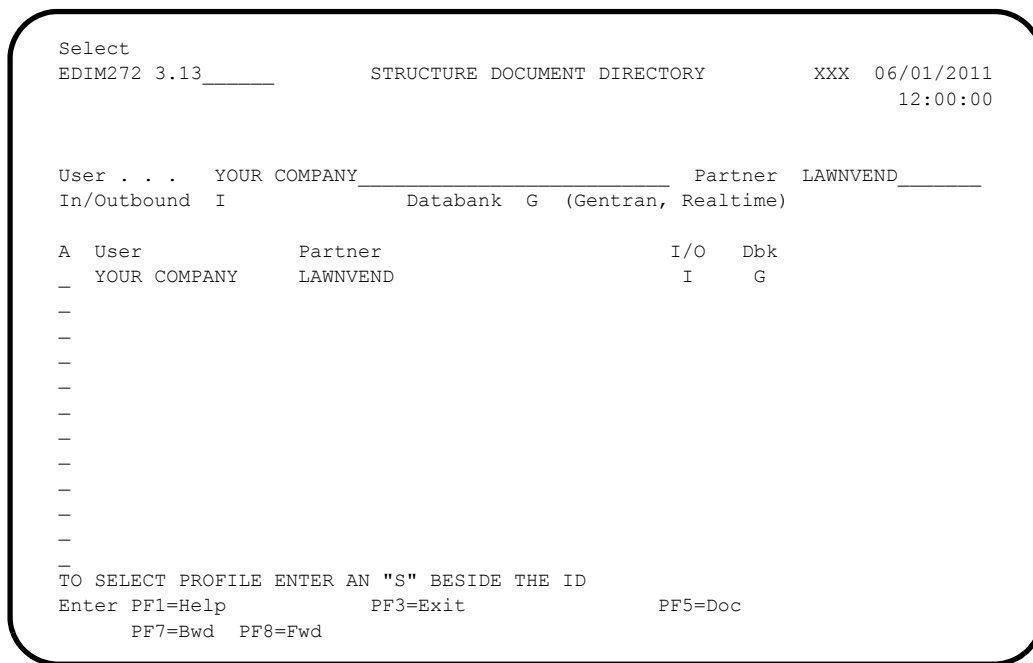 Select
EDIM272 3.13______ STRUCTURE DOCUMENT DIRECTORY XXX 06/01/2011
12:00:00
User . . . YOUR COMPANY__________________________ Partner LAWNVEND_______
In/Outbound I Databank G (Gentran, Realtime)
A User Partner I/O Dbk
_ YOUR COMPANY LAWNVEND I G
_
_
_
_
_
_
_
_
_
_
_
TO SELECT PROFILE ENTER AN "S" BESIDE THE ID
Enter PF1=Help PF3=Exit PF5=Doc
PF7=Bwd PF8=Fwd